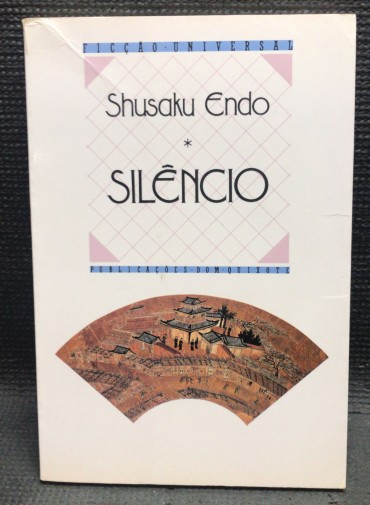 FICÇÃO · UNIVERSAL
Shusaku Endo
*
SILÊNCIO
PUBLICAÇÕES · DOM QUIXOTE